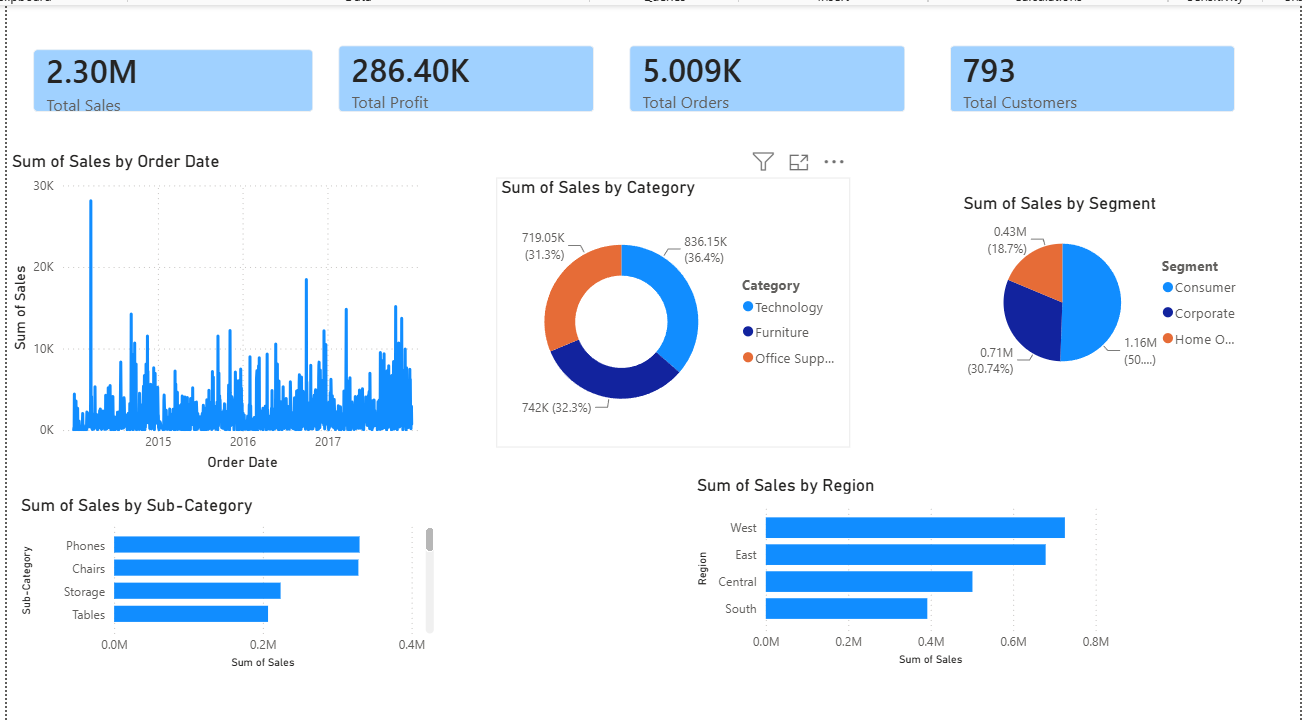 2.30M
Total Sales
286.40K
Total Profit
5.009K
Total Orders
793
Total Customers
Sum of Sales by Order Date
30K
20K
10K
0K
Sum of Sales
2015
2016
2017
Order Date
Sum of Sales by Category
719.05K
(31.3%)
836.15K
(36.4%)
742K (32.3%)
Category
Technology
Furniture
Office Supp...
Sum of Sales by Segment
0.43M
(18.7%)
0.71M
(30.74%)
1.16M
(50....)
Segment
Consumer
Corporate
Home O...
Sum of Sales by Sub-Category
Sub-Category
Phones
Chairs
Storage
Tables
0.0M
0.2M
0.4M
Sum of Sales
Sum of Sales by Region
Region
West
East
Central
South
0.0M
0.2M
0.4M
0.6M
0.8M
Sum of Sales